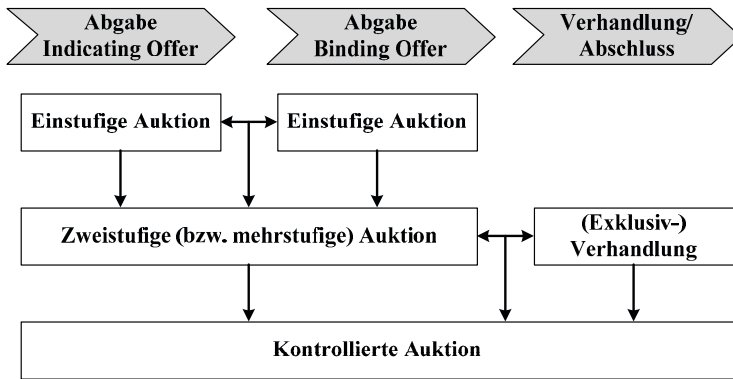 Abgabe
Indicating Offer
Abgabe
Binding Offer
Verhandlung/
Abschluss
Einstufige Auktion
Einstufige Auktion
Zweistufige (bzw. mehrstufige) Auktion
(Exklusiv-)
Verhandlung
Kontrollierte Auktion